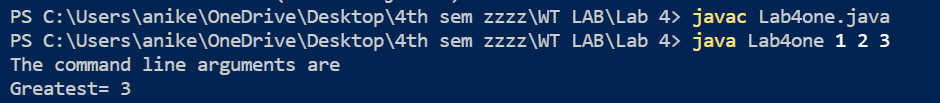 PS C:\Users\anike\OneDrive\Desktop\4th sem zzzz\WT LAB\Lab 4> javac Lab4one.java
PS C:\Users\anike\OneDrive\Desktop\4th sem zzzz\WT LAB\Lab 4> java Lab4one 1 2 3
The command line arguments are
Greatest= 3